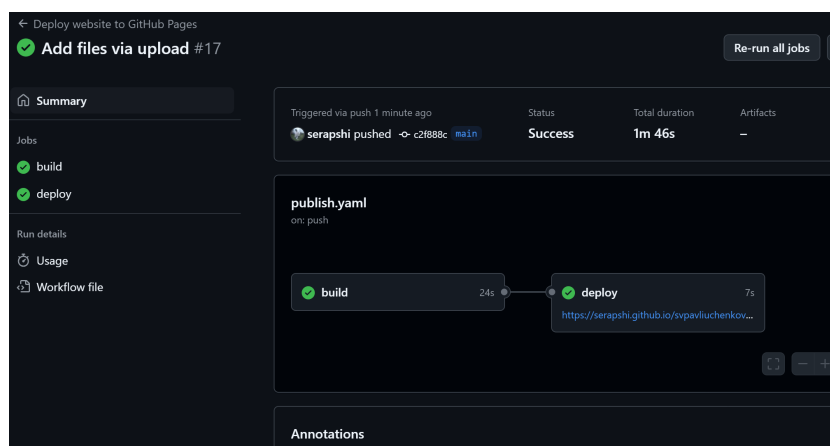 ← Deploy website to GitHub Pages
Add files via upload #17
Re-run all jobs
Summary
Jobs
build
deploy
Run details
Usage
Workflow file
Triggered via push 1 minute ago
serapshi pushed c2f888c main
Status
Success
Total duration
1m 46s
Artifacts
–
publish.yaml
on: push
build 24s
deploy 7s
https://serapshi.github.io/svpavliuchenkov...
Annotations